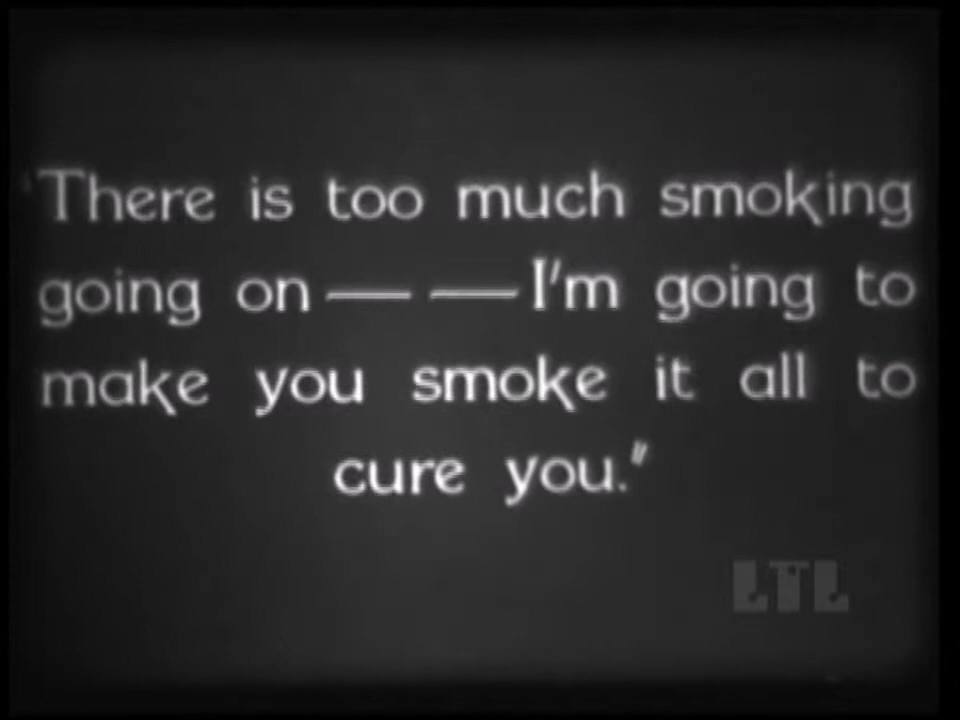 "There is too much smoking
going on — — I'm going to
make you smoke it all to
cure you."
LTL